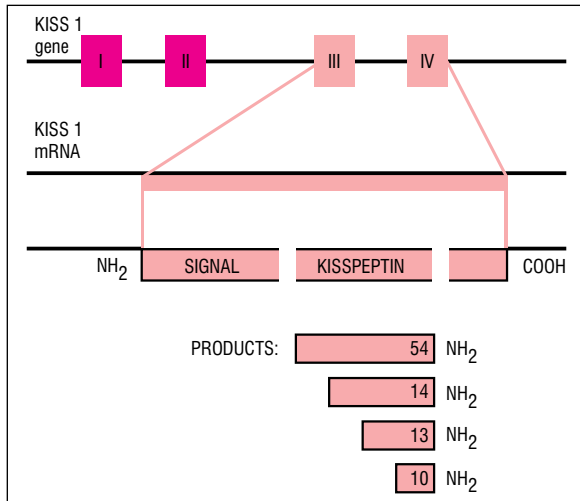 KISS 1
gene
I II III IV
KISS 1
mRNA
NH2 SIGNAL KISSPEPTIN COOH
PRODUCTS: 54 NH2
14 NH2
13 NH2
10 NH2